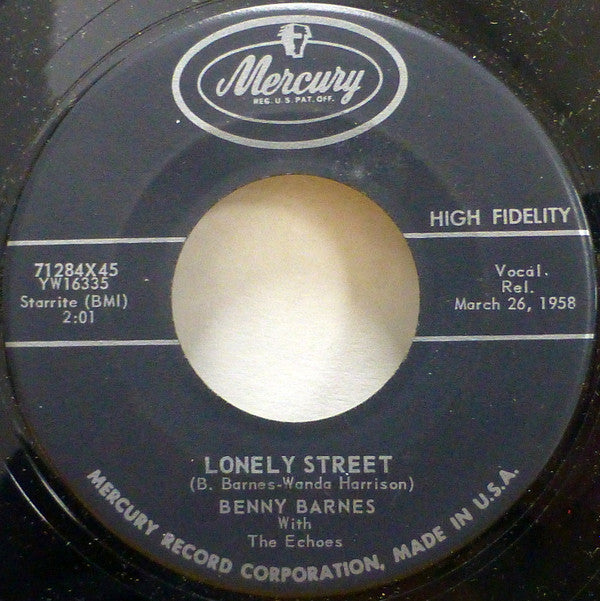 Mercury
REG. U.S. PAT. OFF.
HIGH FIDELITY
71284X45
YW16335
Starrite (BMI)
2:01
Vocal.
Rel.
March 26, 1958
LONELY STREET
(B. Barnes-Wanda Harrison)
BENNY BARNES
With
The Echoes
MERCURY RECORD CORPORATION, MADE IN U.S.A.